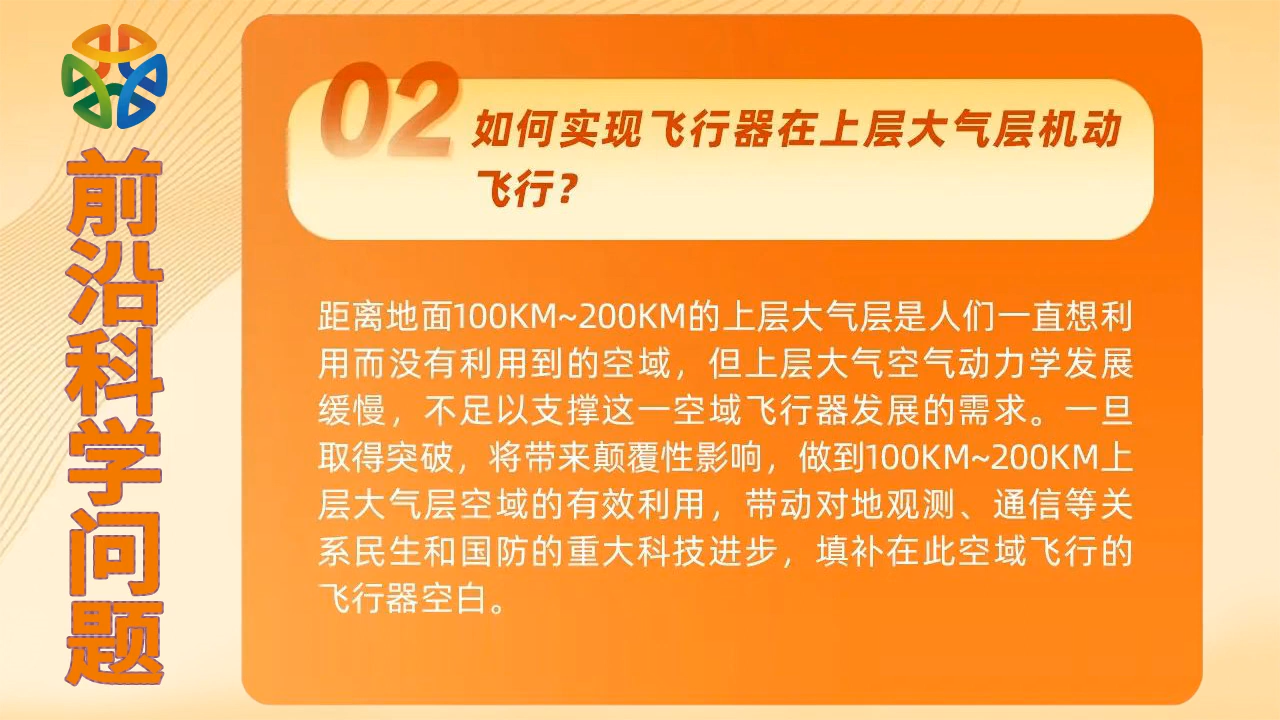 前沿科学问题
02
如何实现飞行器在上层大气层机动
飞行?
距离地面100KM~200KM的上层大气层是人们一直想利
用而没有利用到的空域，但上层大气空气动力学发展
缓慢，不足以支撑这一空域飞行器发展的需求。一旦
取得突破，将带来颠覆性影响，做到100KM~200KM上
层大气层空域的有效利用，带动对地观测、通信等关
系民生和国防的重大科技进步，填补在此空域飞行的
飞行器空白。